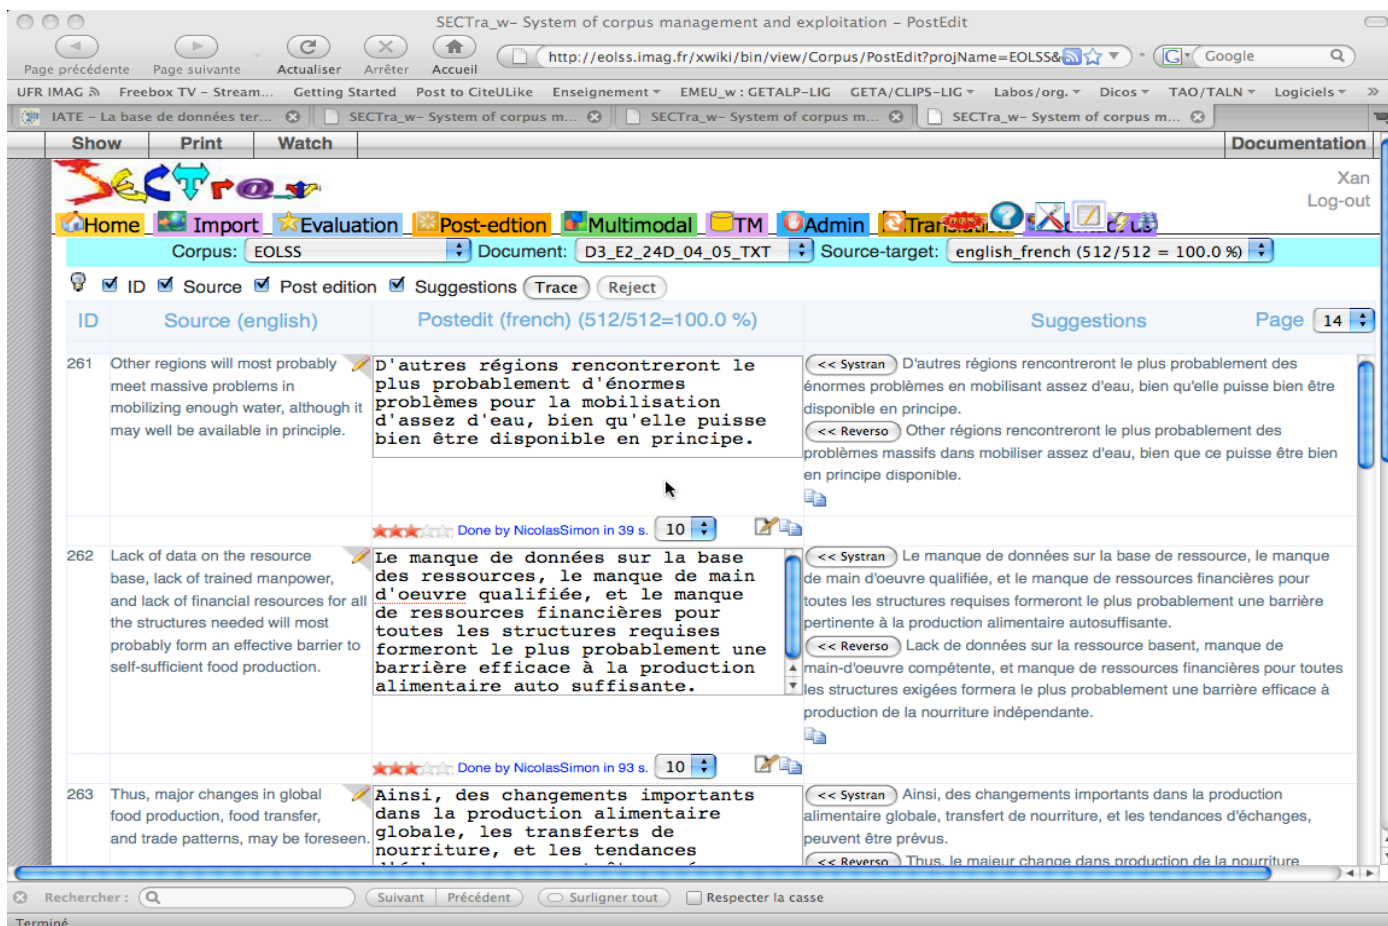 SECTra_w- System of corpus management and exploitation - PostEdit
http://eolss.imag.fr/xwiki/bin/view/Corpus/PostEdit?projName=EOLSS& Google
Page précédente Page suivante Actualiser Arrêter Accueil
UFR IMAG Freebox TV - Stream... Getting Started Post to CiteULike Enseignement EMEU_w : GETALP-LIG GETA/CLIPS-LIG Labos/org. Dicos TAO/TALN Logiciels »
IATE - La base de données ter... SECTra_w- System of corpus m... SECTra_w- System of corpus m... SECTra_w- System of corpus m...
Show Print Watch Documentation
SECTr@_w
Xan
Log-out
Home Import Evaluation Post-edtion Multimodal TM Admin
Corpus: EOLSS Document: D3_E2_24D_04_05_TXT Source-target: english_french (512/512 = 100.0 %)
ID Source Post edition Suggestions Trace Reject
ID Source (english) Postedit (french) (512/512=100.0 %) Suggestions Page 14
261
Other regions will most probably
meet massive problems in
mobilizing enough water, although it
may well be available in principle.
D'autres régions rencontreront le
plus probablement d'énormes
problèmes pour la mobilisation
d'assez d'eau, bien qu'elle puisse
bien être disponible en principe.
<< Systran D'autres régions rencontreront le plus probablement des
énormes problèmes en mobilisant assez d'eau, bien qu'elle puisse bien être
disponible en principe.
<< Reverso Other régions rencontreront le plus probablement des
problèmes massifs dans mobiliser assez d'eau, bien que ce puisse être bien
en principe disponible.
Done by NicolasSimon in 39 s. 10
262
Lack of data on the resource
base, lack of trained manpower,
and lack of financial resources for all
the structures needed will most
probably form an effective barrier to
self-sufficient food production.
Le manque de données sur la base
des ressources, le manque de main
d'oeuvre qualifiée, et le manque
de ressources financières pour
toutes les structures requises
formeront le plus probablement une
barrière efficace à la production
alimentaire auto suffisante.
<< Systran Le manque de données sur la base de ressource, le manque
de main d'oeuvre qualifiée, et le manque de ressources financières pour
toutes les structures requises formeront le plus probablement une barrière
pertinente à la production alimentaire autosuffisante.
<< Reverso Lack de données sur la ressource basent, manque de
main-d'oeuvre compétente, et manque de ressources financières pour toutes
les structures exigées formera le plus probablement une barrière efficace à
production de la nourriture indépendante.
Done by NicolasSimon in 93 s. 10
263
Thus, major changes in global
food production, food transfer,
and trade patterns, may be foreseen.
Ainsi, des changements importants
dans la production alimentaire
globale, les transferts de
nourriture, et les tendances
<< Systran Ainsi, des changements importants dans la production
alimentaire globale, transfert de nourriture, et les tendances d'échanges,
peuvent être prévus.
<< Reverso Thus, le majeur change dans production de la nourriture
Rechercher : Suivant Précédent Surligner tout Respecter la casse
Terminé